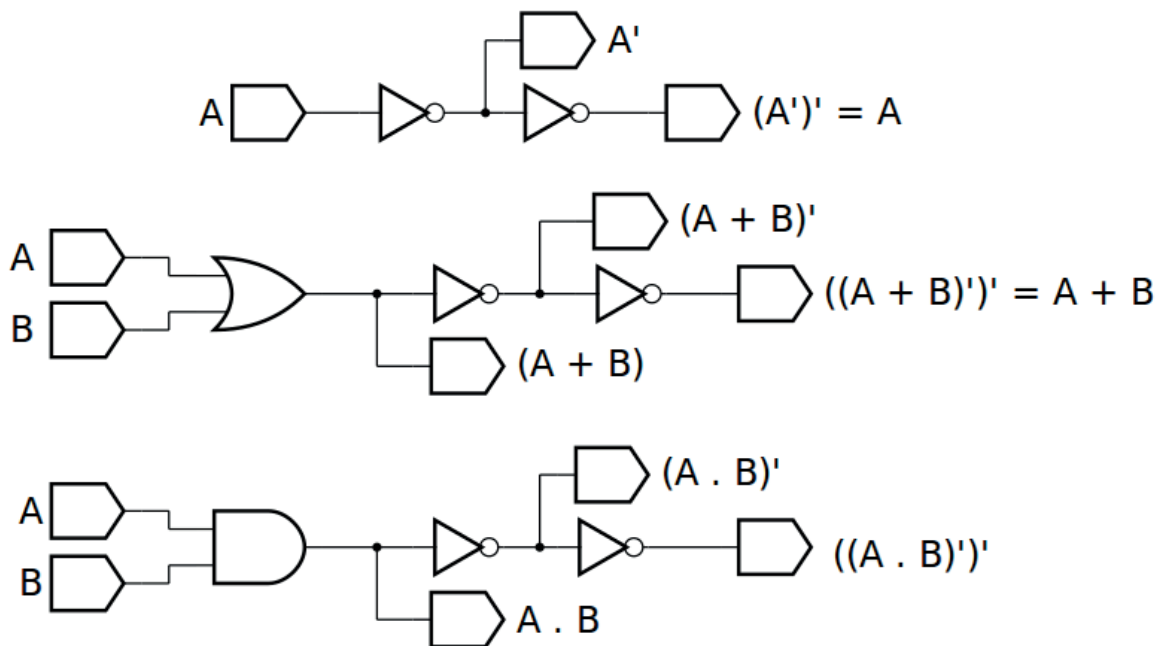 A'
A
(A')' = A
(A + B)'
A
((A + B)')' = A + B
B
(A + B)
(A . B)'
A
((A . B)')'
B
A . B